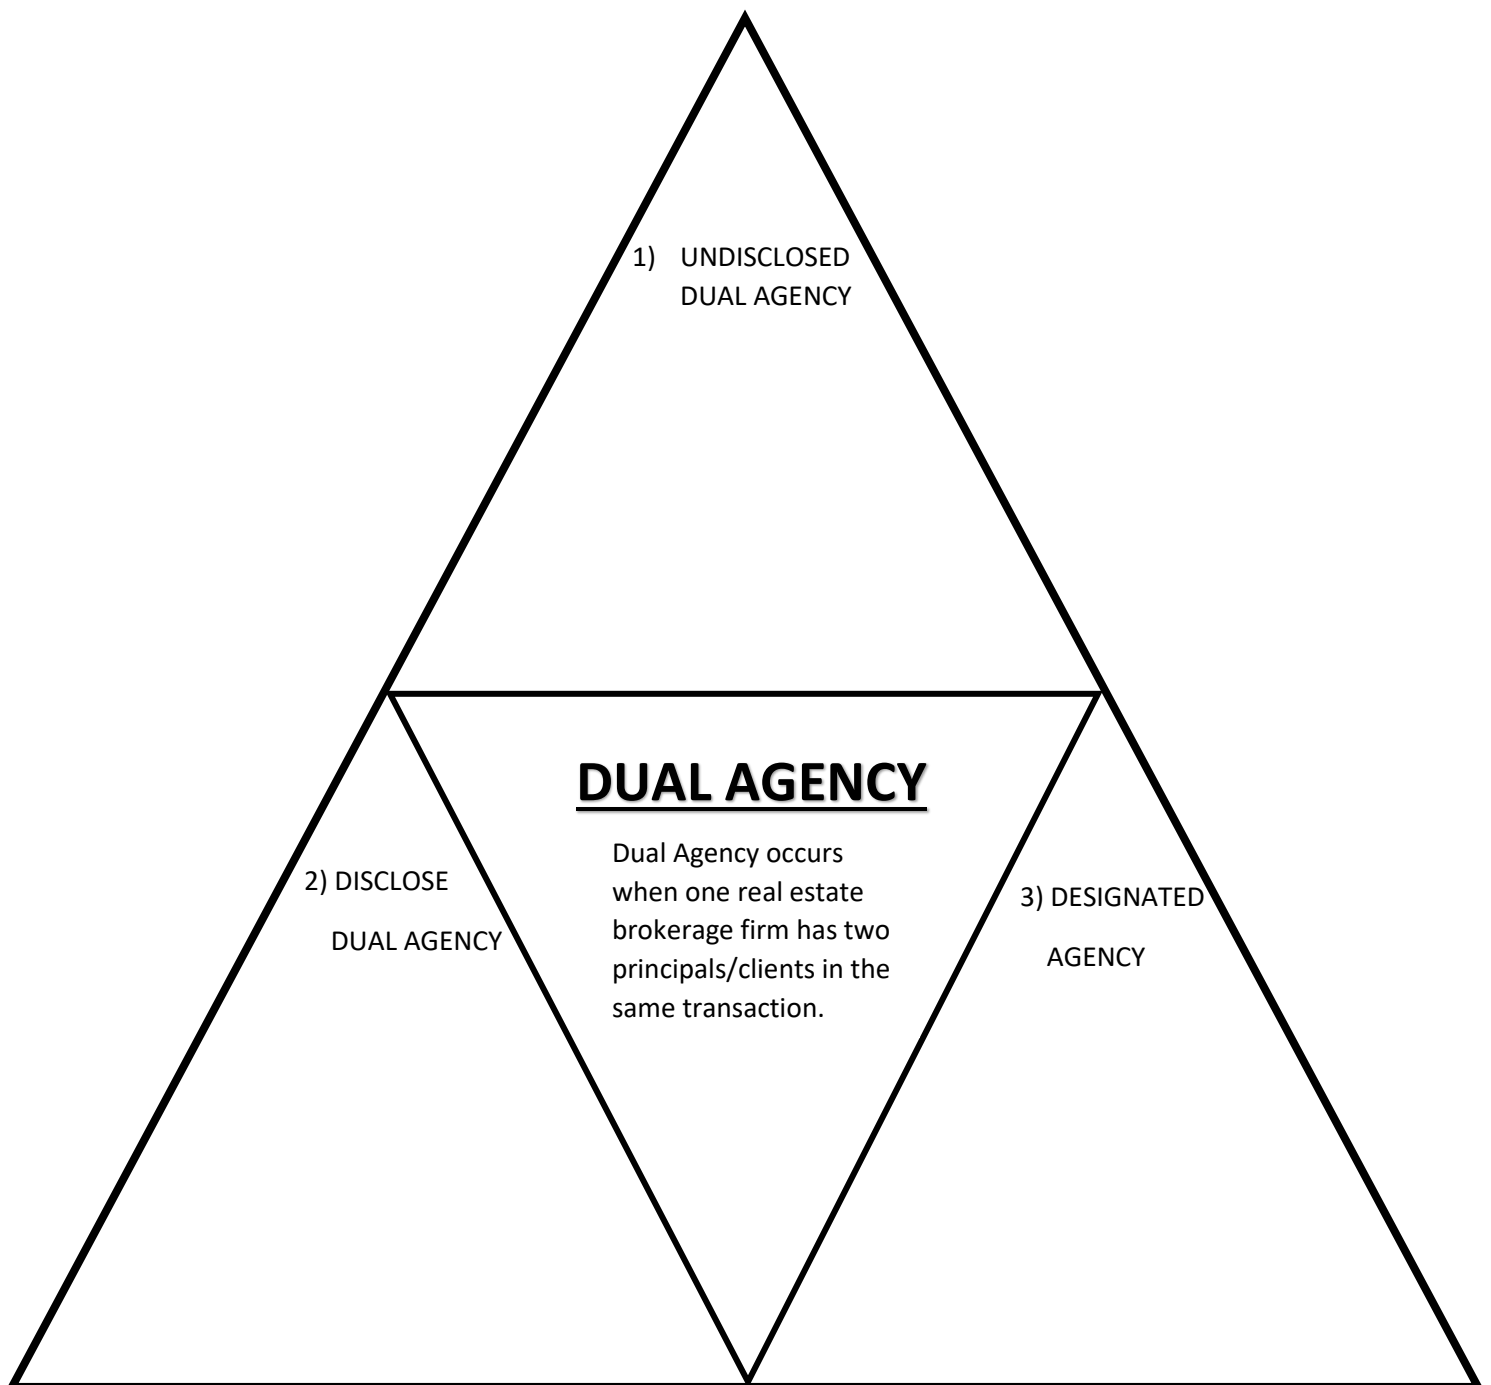 1) UNDISCLOSED
DUAL AGENCY
DUAL AGENCY
Dual Agency occurs
when one real estate
brokerage firm has two
principals/clients in the
same transaction.
2) DISCLOSE
DUAL AGENCY
3) DESIGNATED
AGENCY